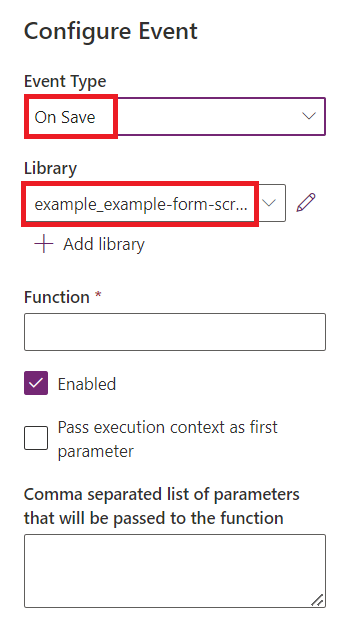 Configure Event
Event Type
On Save
Library
example_example-form-scr...
Add library
Function *
Enabled
Pass execution context as first
parameter
Comma separated list of parameters
that will be passed to the function